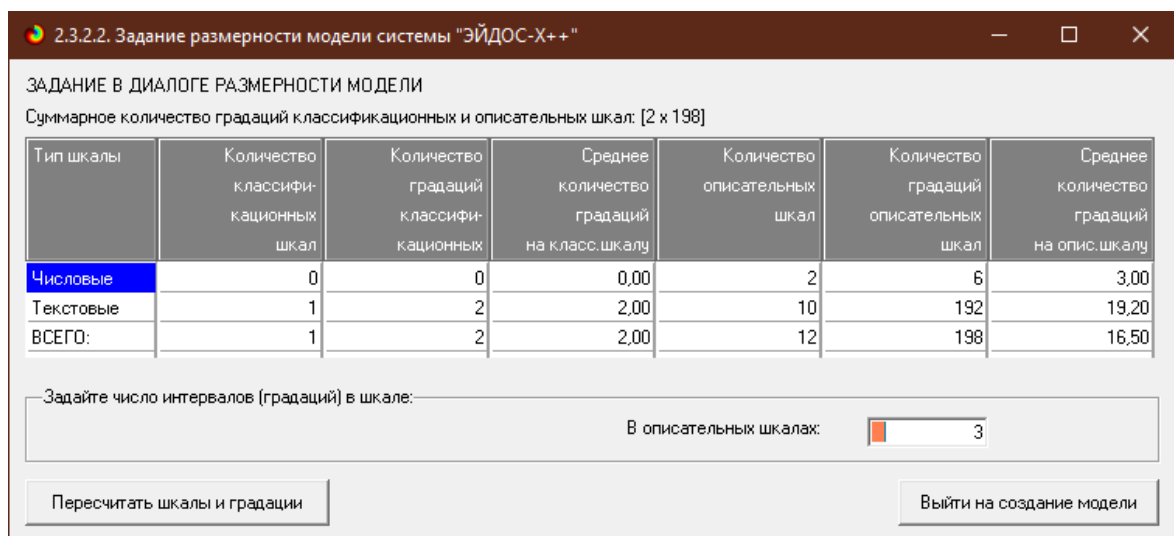 2.3.2.2. Задание размерности модели системы "ЭЙДОС-X++"
ЗАДАНИЕ В ДИАЛОГЕ РАЗМЕРНОСТИ МОДЕЛИ
Суммарное количество градаций классификационных и описательных шкал: [2 x 198]
Тип шкалы Количество Количество Среднее Количество Количество Среднее
классифи- градаций количество описательных градаций количество
кационных классифи- градаций шкал описательных градаций
шкал кационных на класс.шкалу шкал на опис.шкалу
Числовые 0 0 0,00 2 6 3,00
Текстовые 1 2 2,00 10 192 19,20
ВСЕГО: 1 2 2,00 12 198 16,50
Задайте число интервалов (градаций) в шкале:
В описательных шкалах: 3
Пересчитать шкалы и градации Выйти на создание модели